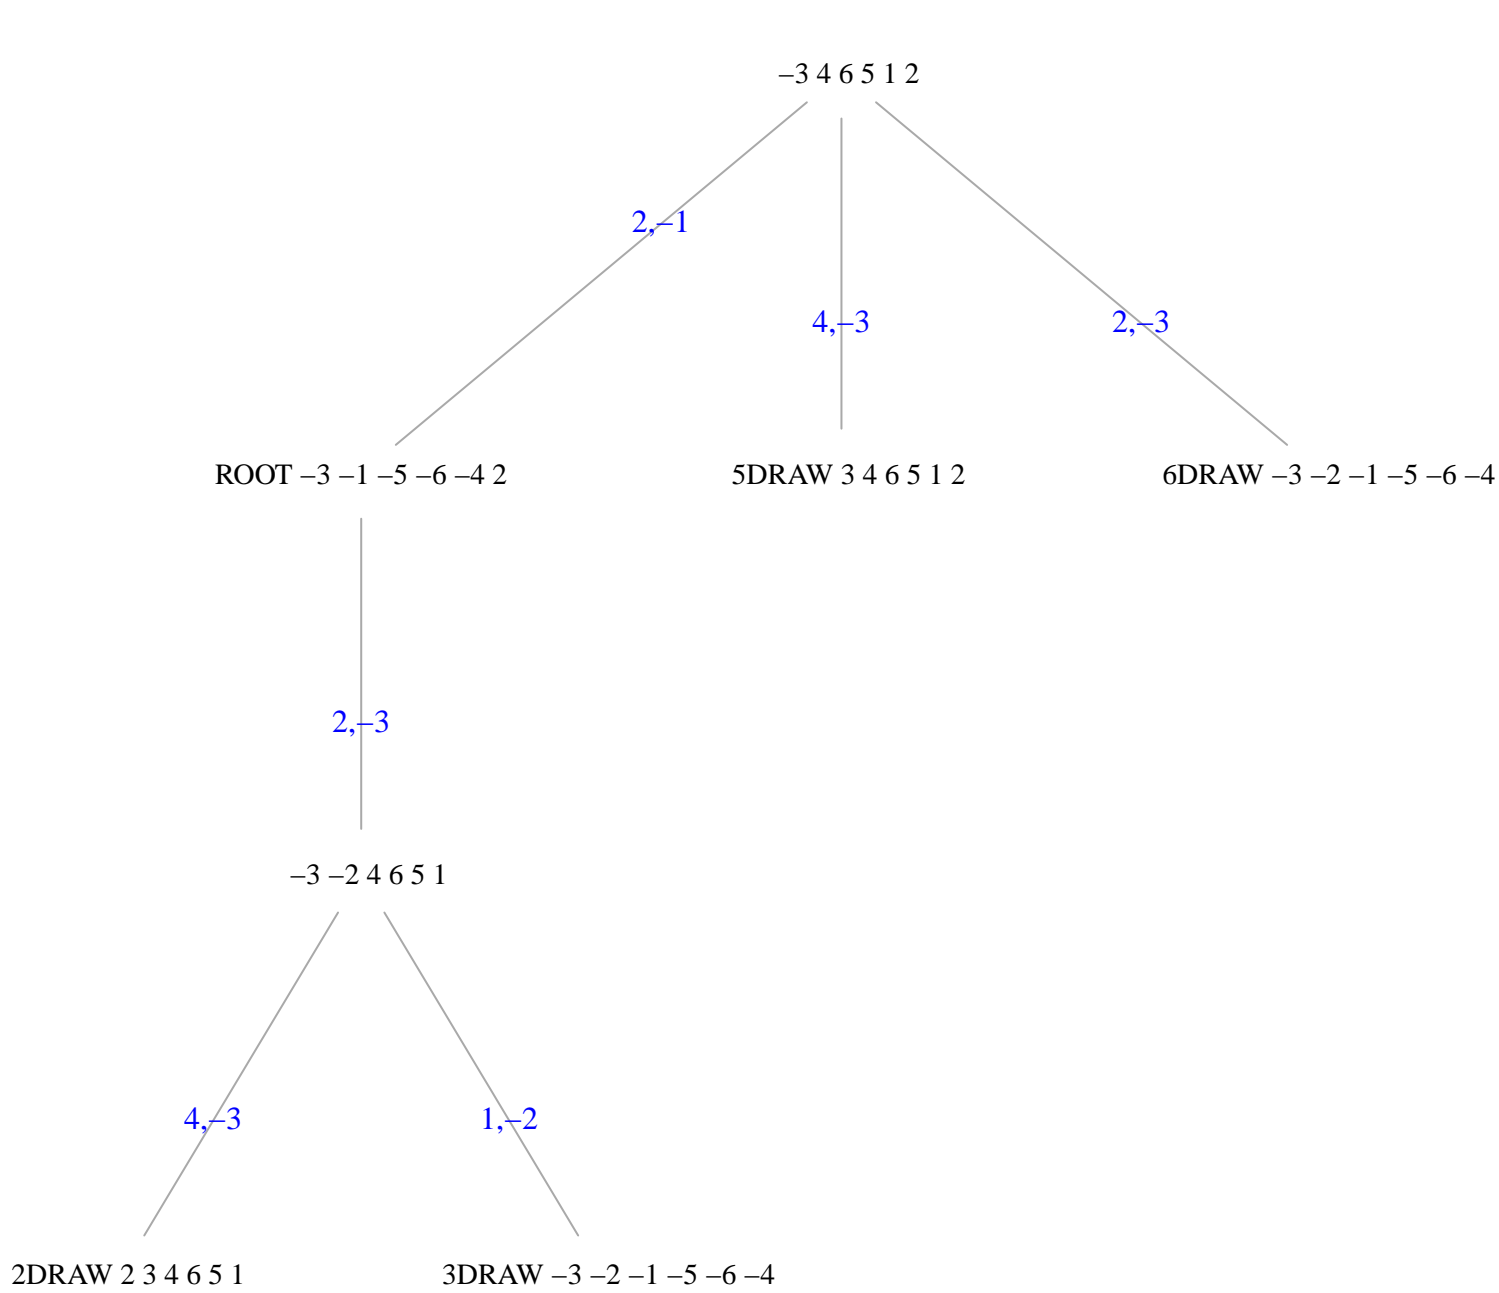 –3 4 6 5 1 2
2,–1
4,–3
2,–3
ROOT –3 –1 –5 –6 –4 2
5DRAW 3 4 6 5 1 2
6DRAW –3 –2 –1 –5 –6 –4
2,–3
–3 –2 4 6 5 1
4,–3
1,–2
2DRAW 2 3 4 6 5 1
3DRAW –3 –2 –1 –5 –6 –4